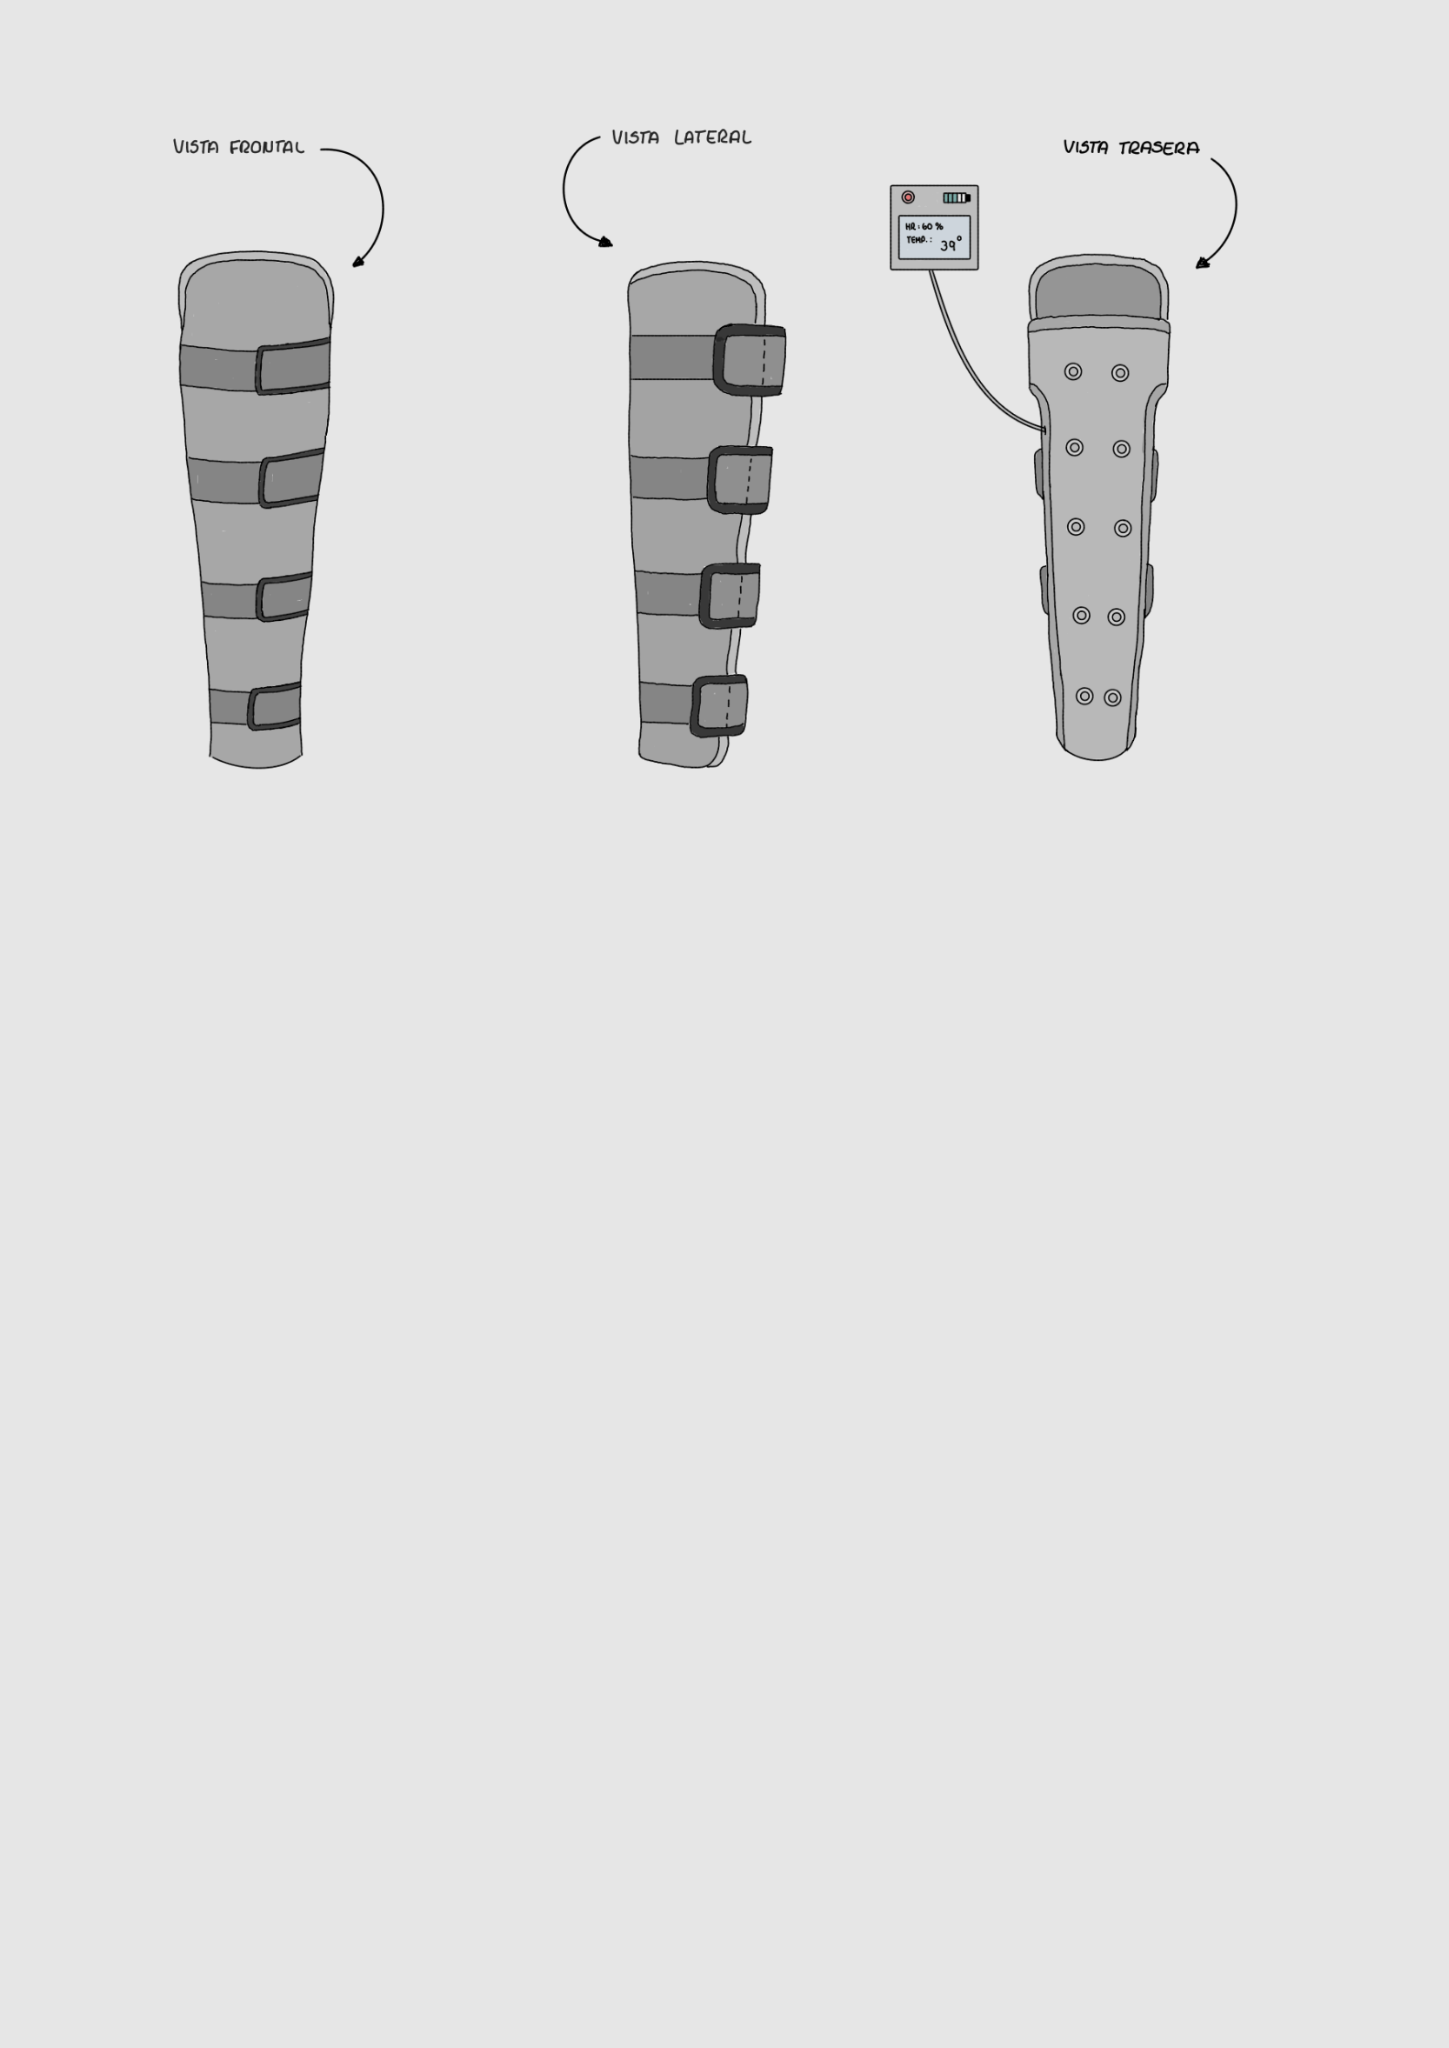 VISTA FRONTAL
VISTA LATERAL
VISTA TRASERA
HR: 60 %
TEMP.: 39°